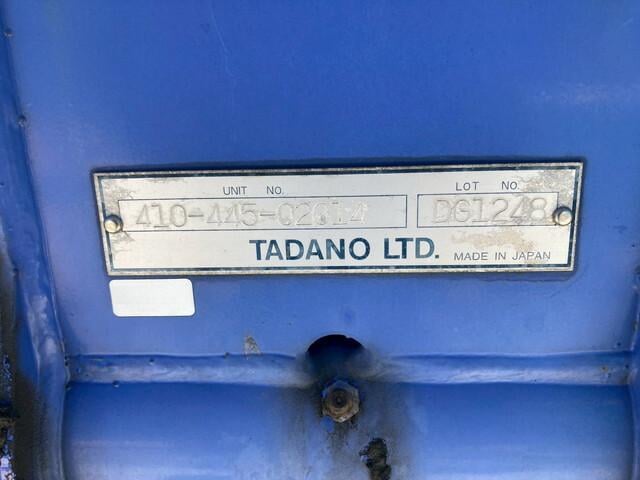 UNIT NO. LOT NO.
410-445-02014 DG1248
TADANO LTD. MADE IN JAPAN